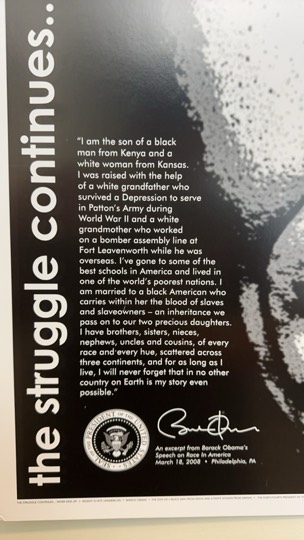 the struggle continues..
"I am the son of a black
man from Kenya and a
white woman from Kansas.
I was raised with the help
of a white grandfather who
survived a Depression to serve
in Patton's Army during
World War II and a white
grandmother who worked
on a bomber assembly line at
Fort Leavenworth while he was
overseas. I've gone to some of the
best schools in America and lived in
one of the world's poorest nations. I
am married to a black American who
carries within her the blood of slaves
and slaveowners – an inheritance we
pass on to our two precious daughters.
I have brothers, sisters, nieces,
nephews, uncles and cousins, of every
race and every hue, scattered across
three continents, and for as long as I
live, I will never forget that in no other
country on Earth is my story even
possible."
An excerpt from Barack Obama's
Speech on Race In America
March 18, 2008 • Philadelphia, PA